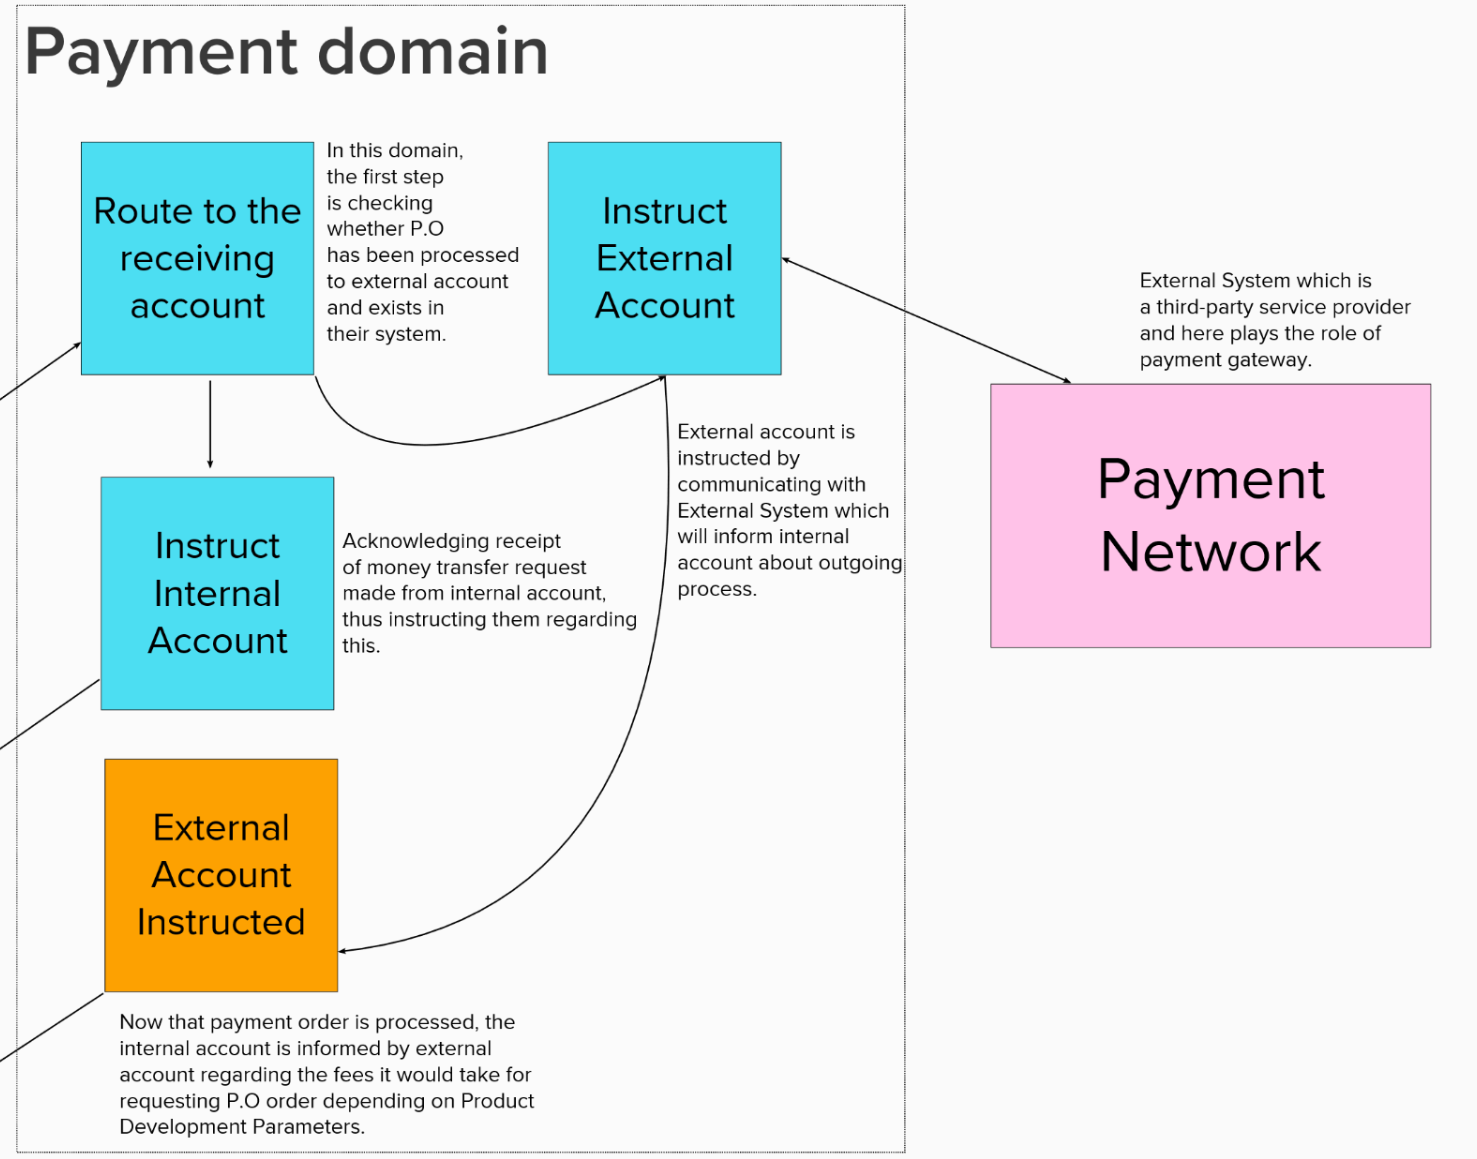 Payment domain
Route to the
receiving
account
In this domain,
the first step
is checking
whether P.O
has been processed
to external account
and exists in
their system.
Instruct
External
Account
External System which is
a third-party service provider
and here plays the role of
payment gateway.
Payment
Network
External account is
instructed by
communicating with
External System which
will inform internal
account about outgoing
process.
Instruct
Internal
Account
Acknowledging receipt
of money transfer request
made from internal account,
thus instructing them regarding
this.
External
Account
Instructed
Now that payment order is processed, the
internal account is informed by external
account regarding the fees it would take for
requesting P.O order depending on Product
Development Parameters.